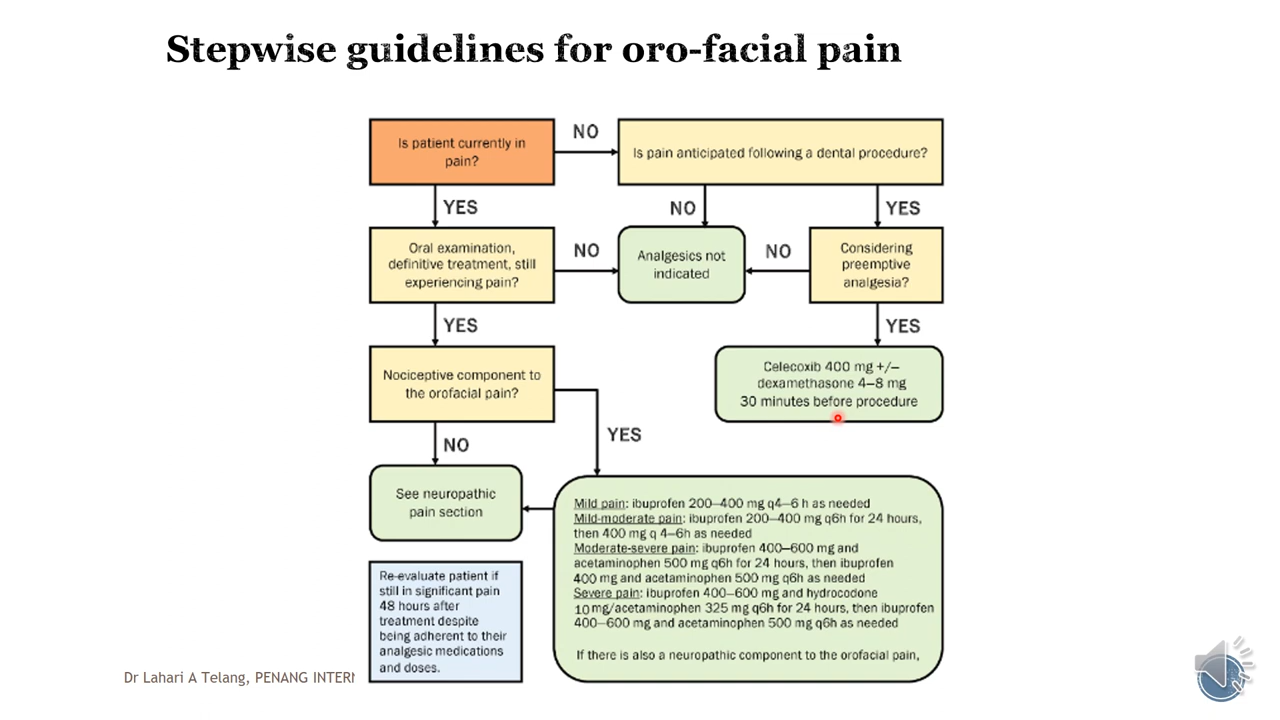 Stepwise guidelines for oro-facial pain
Is patient currently in
pain?
NO
Is pain anticipated following a dental procedure?
YES
NO
YES
Oral examination,
definitive treatment, still
experiencing pain?
NO
Analgesics not
indicated
NO
Considering
preemptive
analgesia?
YES
YES
Nociceptive component to
the orofacial pain?
Celecoxib 400 mg +/–
dexamethasone 4–8 mg
30 minutes before procedure
NO
YES
See neuropathic
pain section
Mild pain: ibuprofen 200–400 mg q4–6 h as needed
Mild-moderate pain: ibuprofen 200–400 mg q6h for 24 hours,
then 400 mg q 4–6h as needed
Moderate-severe pain: ibuprofen 400–600 mg and
acetaminophen 500 mg q6h for 24 hours, then ibuprofen
400 mg and acetaminophen 500 mg q6h as needed
Severe pain: ibuprofen 400–600 mg and hydrocodone
10 mg/acetaminophen 325 mg q6h for 24 hours, then ibuprofen
400–600 mg and acetaminophen 500 mg q6h as needed
If there is also a neuropathic component to the orofacial pain,
Re-evaluate patient if
still in significant pain
48 hours after
treatment despite
being adherent to their
analgesic medications
and doses.
Dr Lahari A Telang, PENANG INTERN